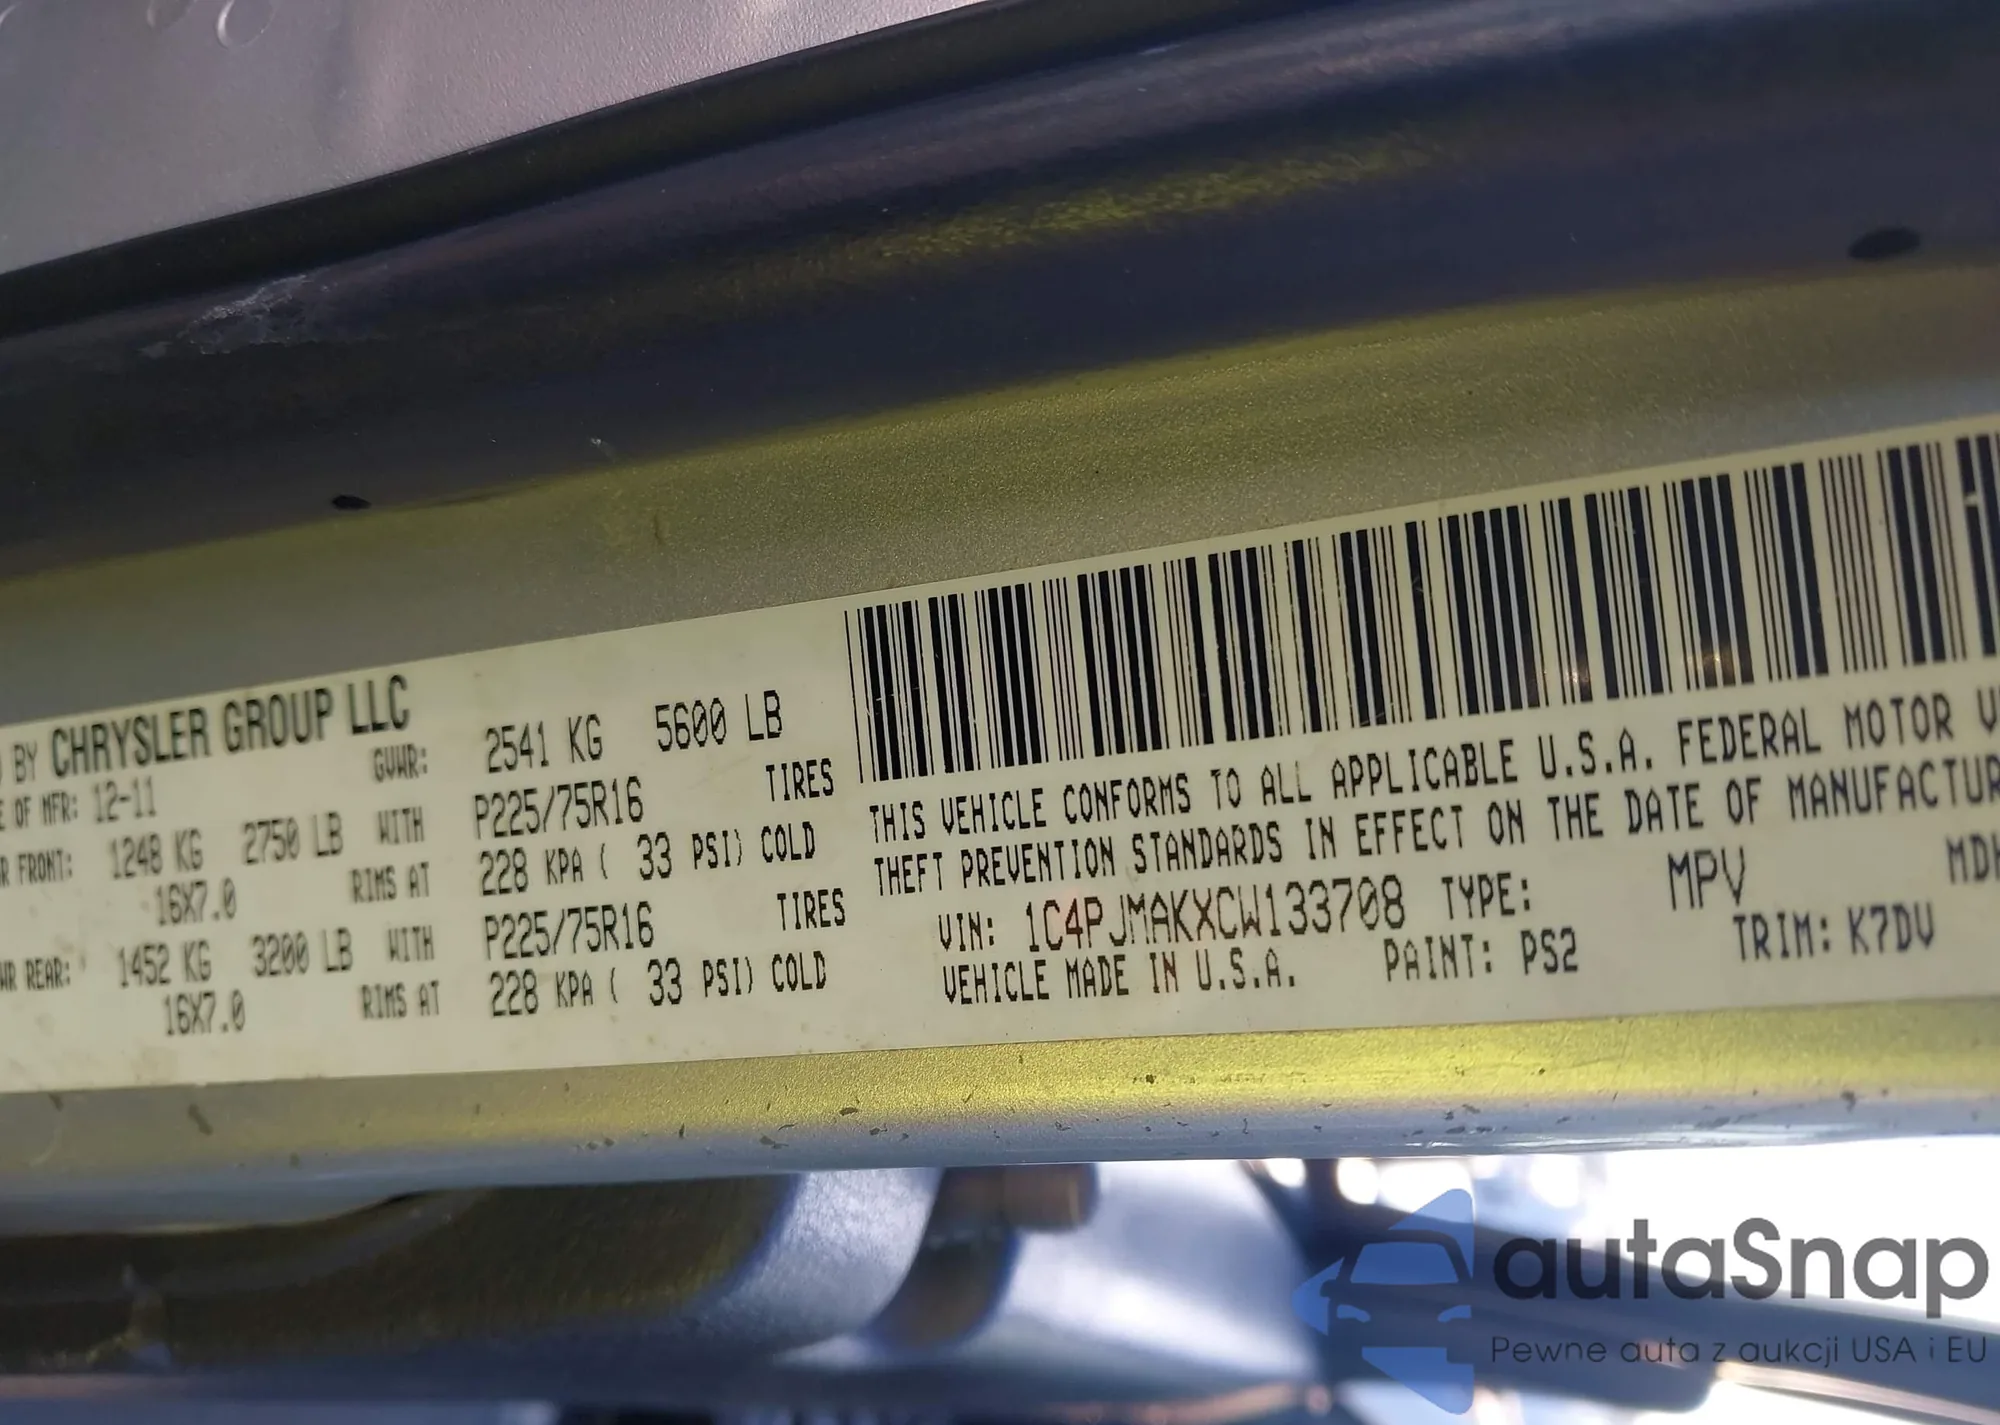 BY CHRYSLER GROUP LLC
OF MFR: 12-11 GVWR: 2541 KG 5600 LB
FRONT: 1248 KG 2750 LB WITH P225/75R16 TIRES
16X7.0 RIMS AT 228 KPA ( 33 PSI) COLD
REAR: 1452 KG 3200 LB WITH P225/75R16 TIRES
16X7.0 RIMS AT 228 KPA ( 33 PSI) COLD
THIS VEHICLE CONFORMS TO ALL APPLICABLE U.S.A. FEDERAL MOTOR
THEFT PREVENTION STANDARDS IN EFFECT ON THE DATE OF MANUFACTUR
VIN: 1C4PJMAKXCW133708 TYPE: MPV MDH
VEHICLE MADE IN U.S.A. PAINT: PS2 TRIM: K7DV
autaSnap
Pewne auta z aukcji USA i EU